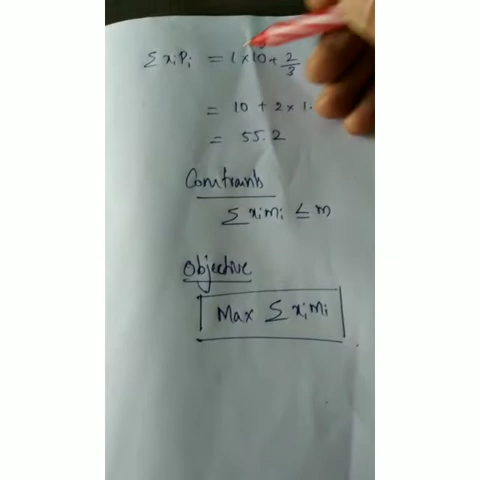 Σ xiPi = 1 × 10 + 2/3
= 10 + 2 × 1.
= 55.2
Constraints
Σ ximi ≤ m
Objective
Max Σ ximi